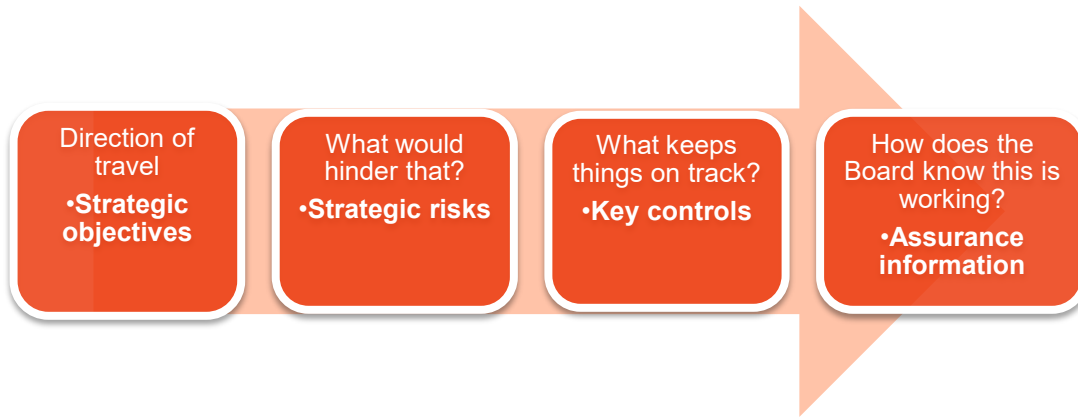 Direction of
travel
•Strategic
objectives
What would
hinder that?
•Strategic risks
What keeps
things on track?
•Key controls
How does the
Board know this is
working?
•Assurance
information